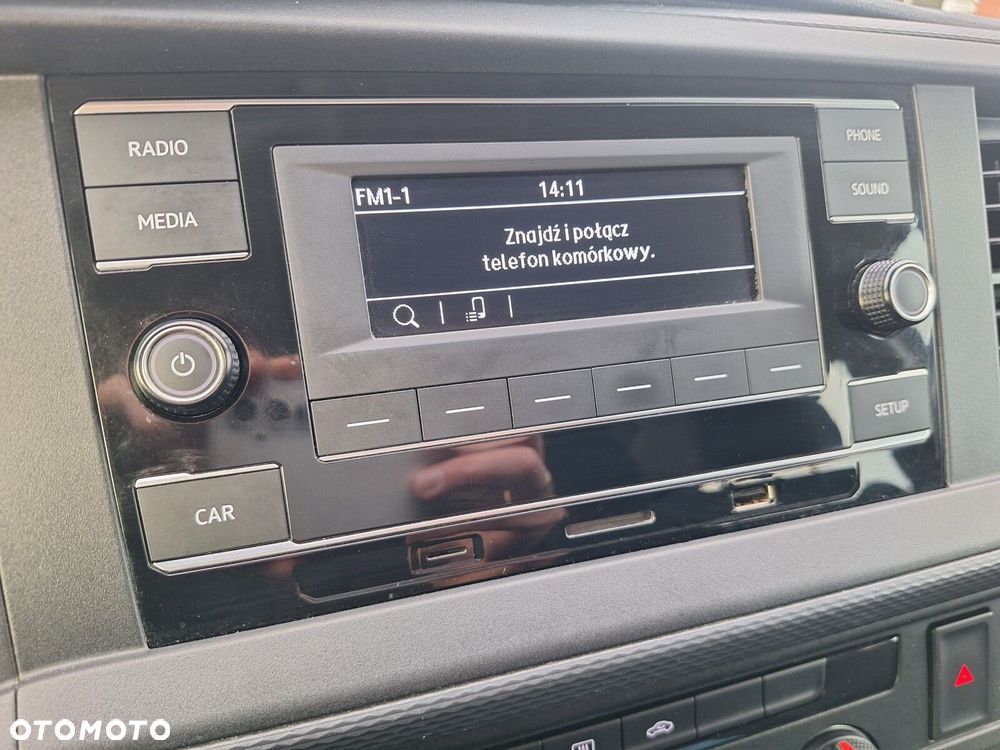 RADIO
PHONE
MEDIA
SOUND
FM1-1 14:11
Znajdź i połącz
telefon komórkowy.
SETUP
CAR
OTOMOTO